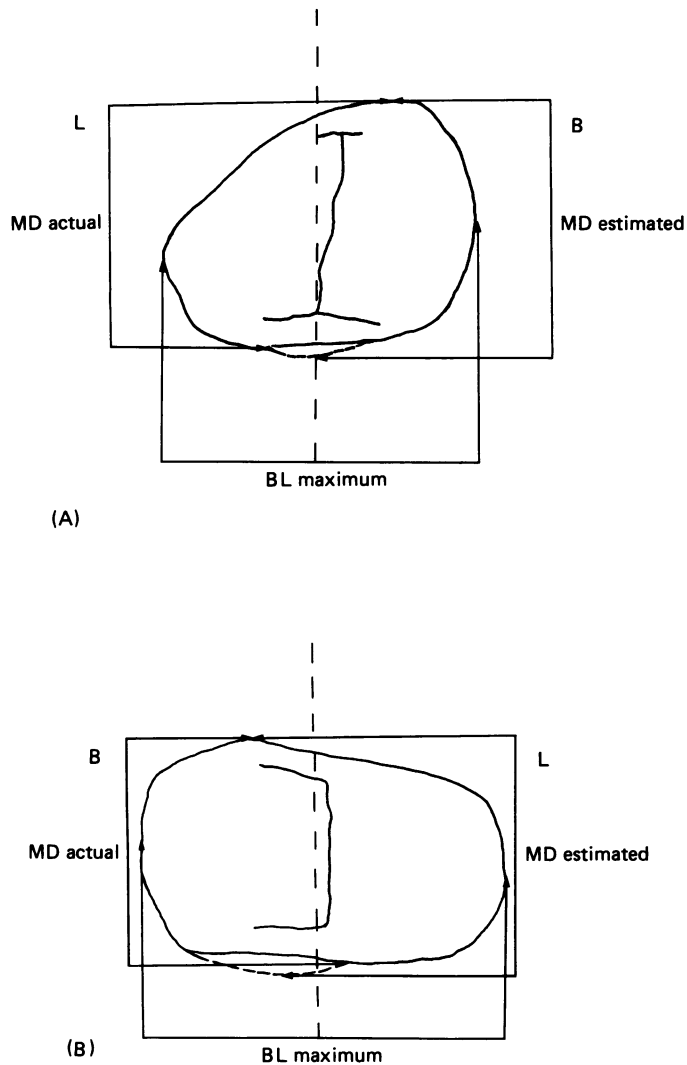 L
B
MD actual
MD estimated
BL maximum
(A)
B
L
MD actual
MD estimated
(B)
BL maximum